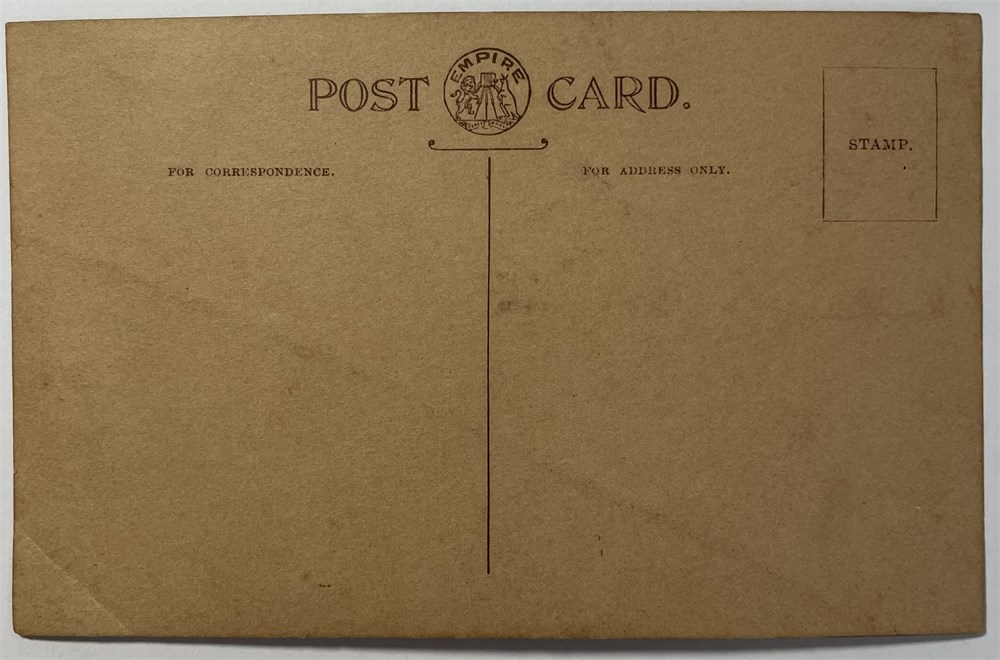 POST EMPIRE CARD.
FOR CORRESPONDENCE.
FOR ADDRESS ONLY.
STAMP.